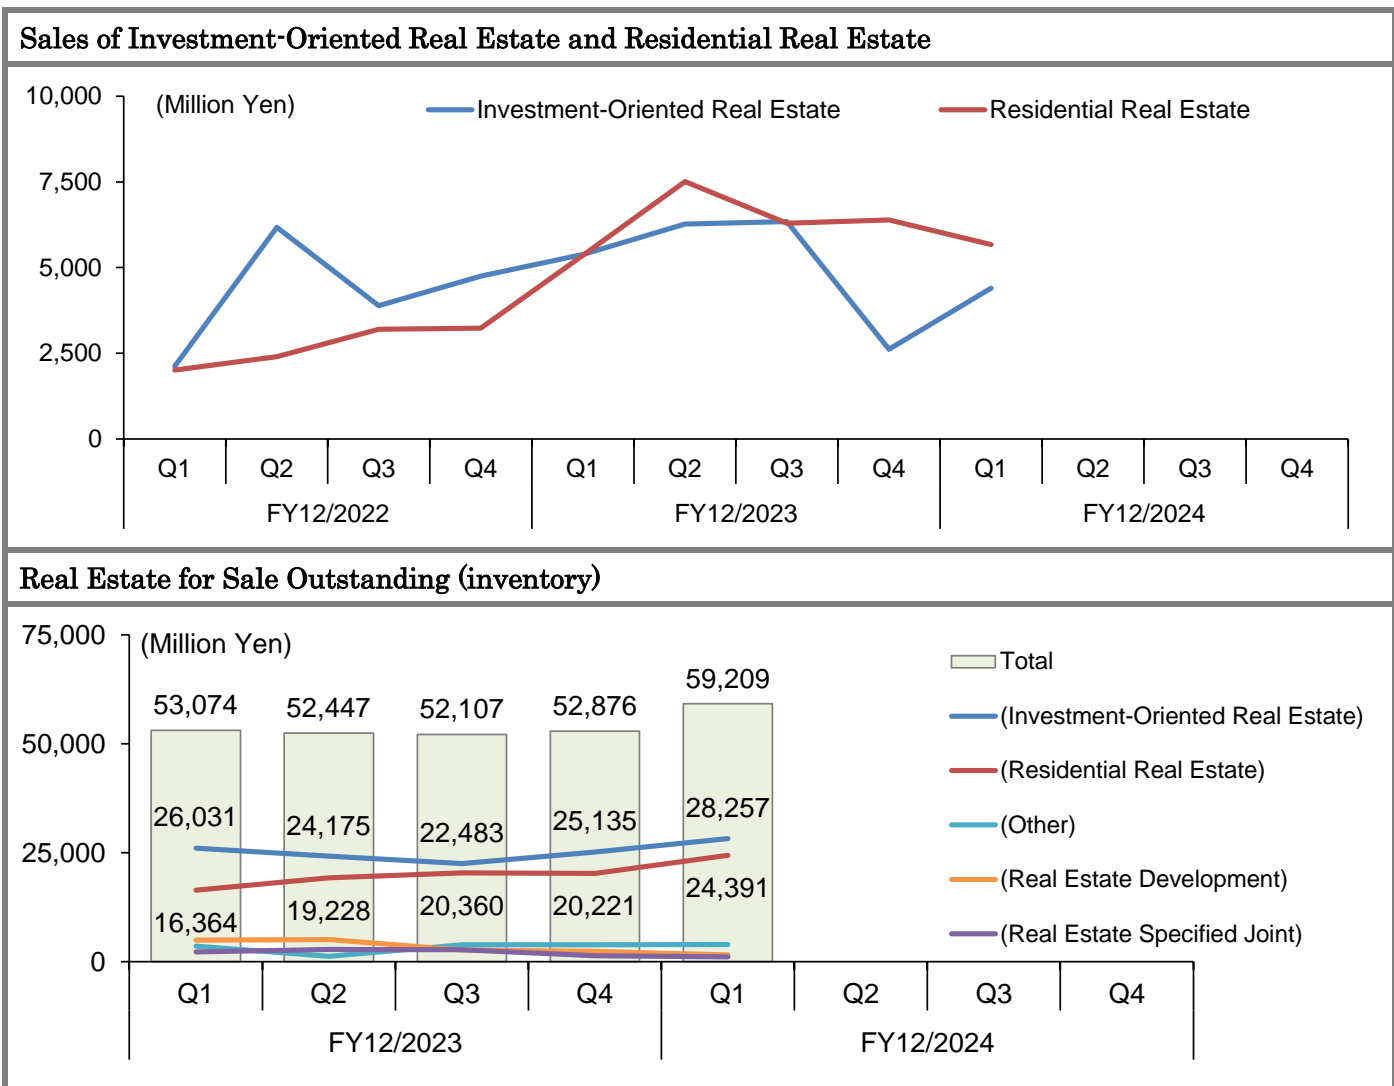 Sales of Investment-Oriented Real Estate and Residential Real Estate
10,000
(Million Yen)
Investment-Oriented Real Estate
Residential Real Estate
7,500
5,000
2,500
0
Q1 Q2 Q3 Q4 Q1 Q2 Q3 Q4 Q1 Q2 Q3 Q4
FY12/2022 FY12/2023 FY12/2024
Real Estate for Sale Outstanding (inventory)
75,000
(Million Yen)
50,000
25,000
0
53,074 52,447 52,107 52,876 59,209
26,031 24,175 22,483 25,135 28,257
16,364 19,228 20,360 20,221 24,391
Total
(Investment-Oriented Real Estate)
(Residential Real Estate)
(Other)
(Real Estate Development)
(Real Estate Specified Joint)
Q1 Q2 Q3 Q4 Q1 Q2 Q3 Q4
FY12/2023 FY12/2024